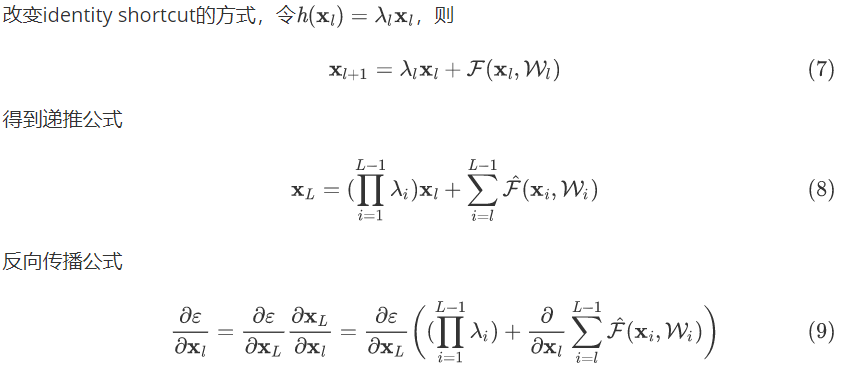 改变identity shortcut的方式，令$h(\mathbf{x}_l) = \lambda_l \mathbf{x}_l$，则
$$\mathbf{x}_{l+1} = \lambda_l \mathbf{x}_l + \mathcal{F}(\mathbf{x}_l, \mathcal{W}_l) \quad (7)$$
得到递推公式
$$\mathbf{x}_L = (\prod_{i=1}^{L-1} \lambda_i)\mathbf{x}_l + \sum_{i=l}^{L-1} \hat{\mathcal{F}}(\mathbf{x}_i, \mathcal{W}_i) \quad (8)$$
反向传播公式
$$\frac{\partial \varepsilon}{\partial \mathbf{x}_l} = \frac{\partial \varepsilon}{\partial \mathbf{x}_L} \frac{\partial \mathbf{x}_L}{\partial \mathbf{x}_l} = \frac{\partial \varepsilon}{\partial \mathbf{x}_L} \left( (\prod_{i=1}^{L-1} \lambda_i) + \frac{\partial}{\partial \mathbf{x}_l} \sum_{i=l}^{L-1} \hat{\mathcal{F}}(\mathbf{x}_i, \mathcal{W}_i) \right) \quad (9)$$